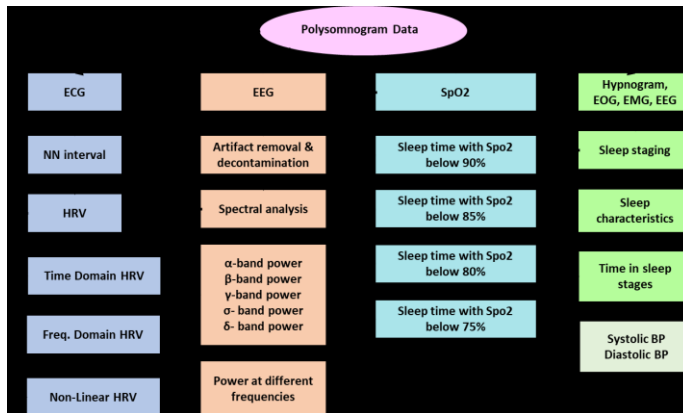 Polysomnogram Data
ECG
NN interval
HRV
Time Domain HRV
Freq. Domain HRV
Non-Linear HRV
EEG
Artifact removal &
decontamination
Spectral analysis
α-band power
β-band power
γ-band power
σ- band power
δ- band power
Power at different
frequencies
SpO2
Sleep time with Spo2
below 90%
Sleep time with Spo2
below 85%
Sleep time with Spo2
below 80%
Sleep time with Spo2
below 75%
Hypnogram,
EOG, EMG, EEG
Sleep staging
Sleep
characteristics
Time in sleep
stages
Systolic BP
Diastolic BP